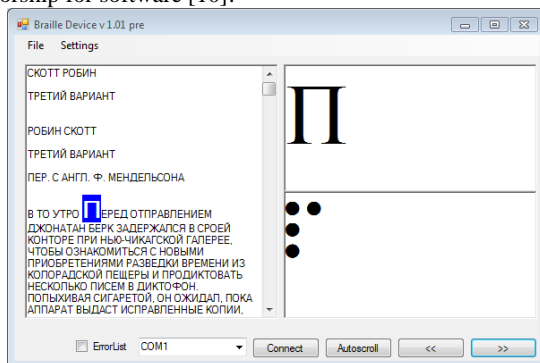 orship for software [10].
Braille Device v 1.01 pre
File Settings
СКОТТ РОБИН
ТРЕТИЙ ВАРИАНТ
РОБИН СКОТТ
ТРЕТИЙ ВАРИАНТ
ПЕР. С АНГЛ. Ф. МЕНДЕЛЬСОНА
В ТО УТРО ПЕРЕД ОТПРАВЛЕНИЕМ
ДЖОНАТАН БЕРК ЗАДЕРЖАЛСЯ В СРОЕЙ
КОНТОРЕ ПРИ НЬЮ-ЧИКАГСКОЙ ГАЛЕРЕЕ,
ЧТОБЫ ОЗНАКОМИТЬСЯ С НОВЫМИ
ПРИОБРЕТЕНИЯМИ РАЗВЕДКИ ВРЕМЕНИ ИЗ
КОЛОРАДСКОЙ ПЕЩЕРЫ И ПРОДИКТОВАТЬ
НЕСКОЛЬКО ПИСЕМ В ДИКТОФОН.
ПОПЫХИВАЯ СИГАРЕТОЙ, ОН ОЖИДАЛ, ПОКА
АППАРАТ ВЫДАСТ ИСПРАВЛЕННЫЕ КОПИИ,
П
ErrorList COM1 Connect Autoscroll << >>